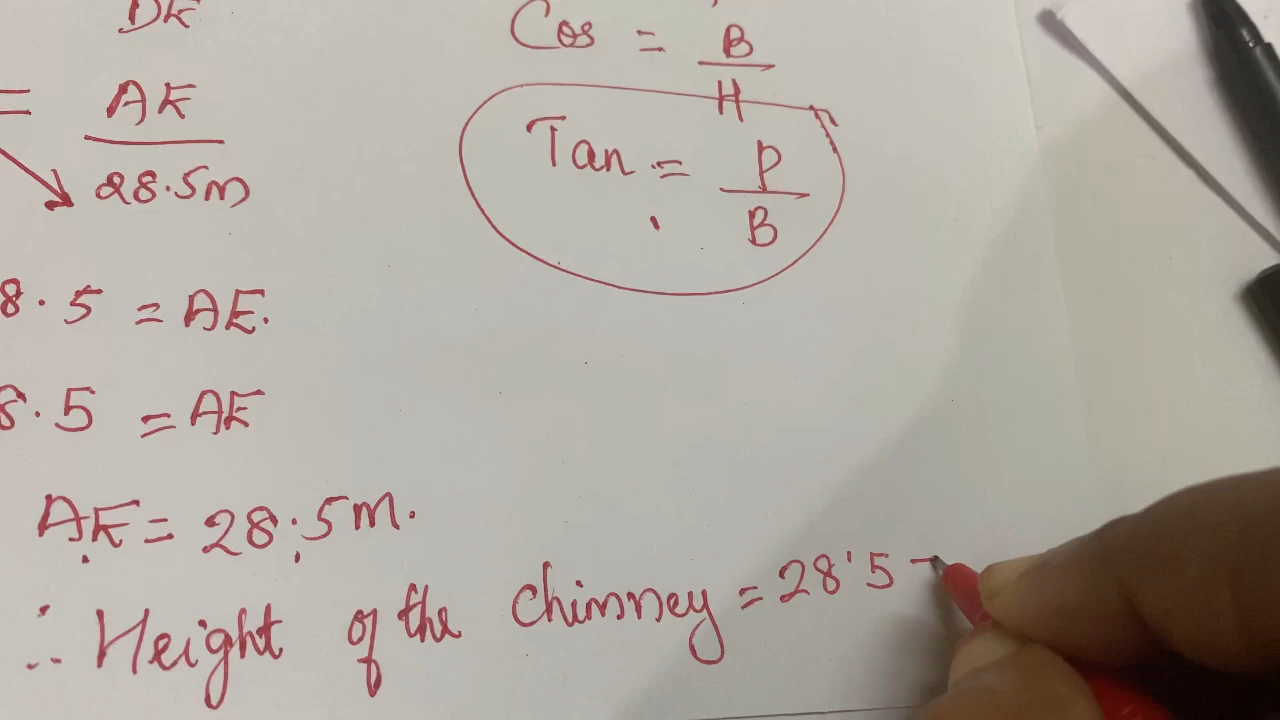 DE
Cos = B/H
= AE/28.5m
Tan = P/B
8.5 = AE.
8.5 = AE
AE = 28.5m.
∴ Height of the chimney = 28.5